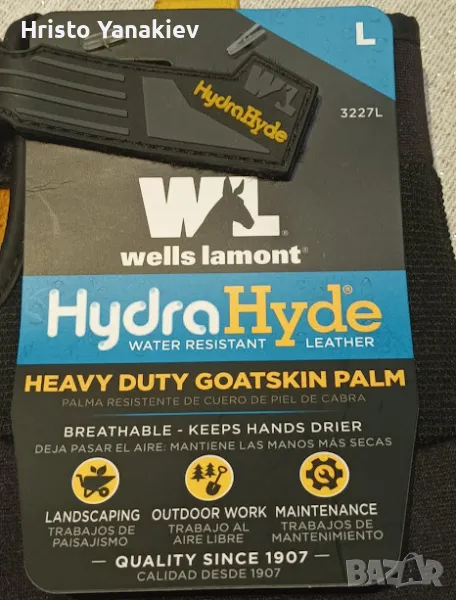 Hristo Yanakiev
L
WL
HydraHyde
3227L
WL
wells lamont®
HydraHyde®
WATER RESISTANT LEATHER
HEAVY DUTY GOATSKIN PALM
PALMA RESISTENTE DE CUERO DE PIEL DE CABRA
BREATHABLE - KEEPS HANDS DRIER
DEJA PASAR EL AIRE: MANTIENE LAS MANOS MÁS SECAS
LANDSCAPING
TRABAJOS DE
PAISAJISMO
OUTDOOR WORK
TRABAJO AL
AIRE LIBRE
MAINTENANCE
TRABAJOS DE
MANTENIMIENTO
— QUALITY SINCE 1907 —
CALIDAD DESDE 1907
BAZAR